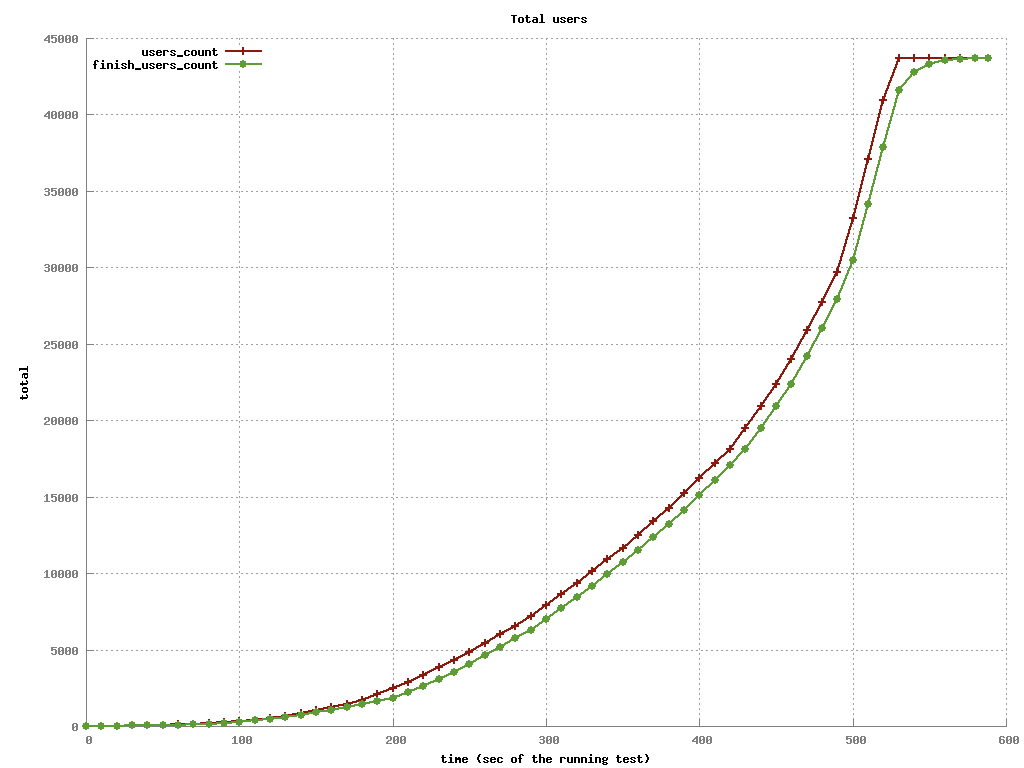 Total users
users_count
finish_users_count
45000
40000
35000
30000
25000
20000
15000
10000
5000
0
total
0 100 200 300 400 500 600
time (sec of the running test)